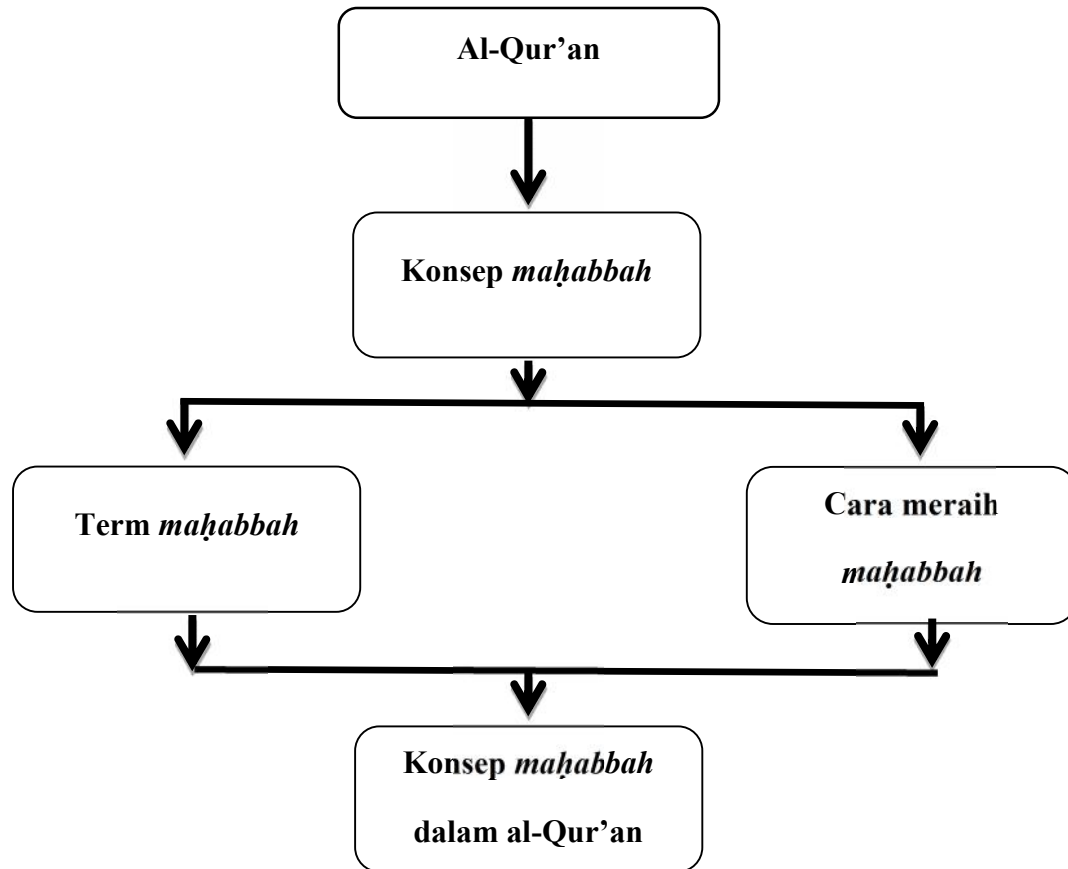 Al-Qur’an
Konsep maḥabbah
Term maḥabbah
Cara meraih
maḥabbah
Konsep maḥabbah
dalam al-Qur’an